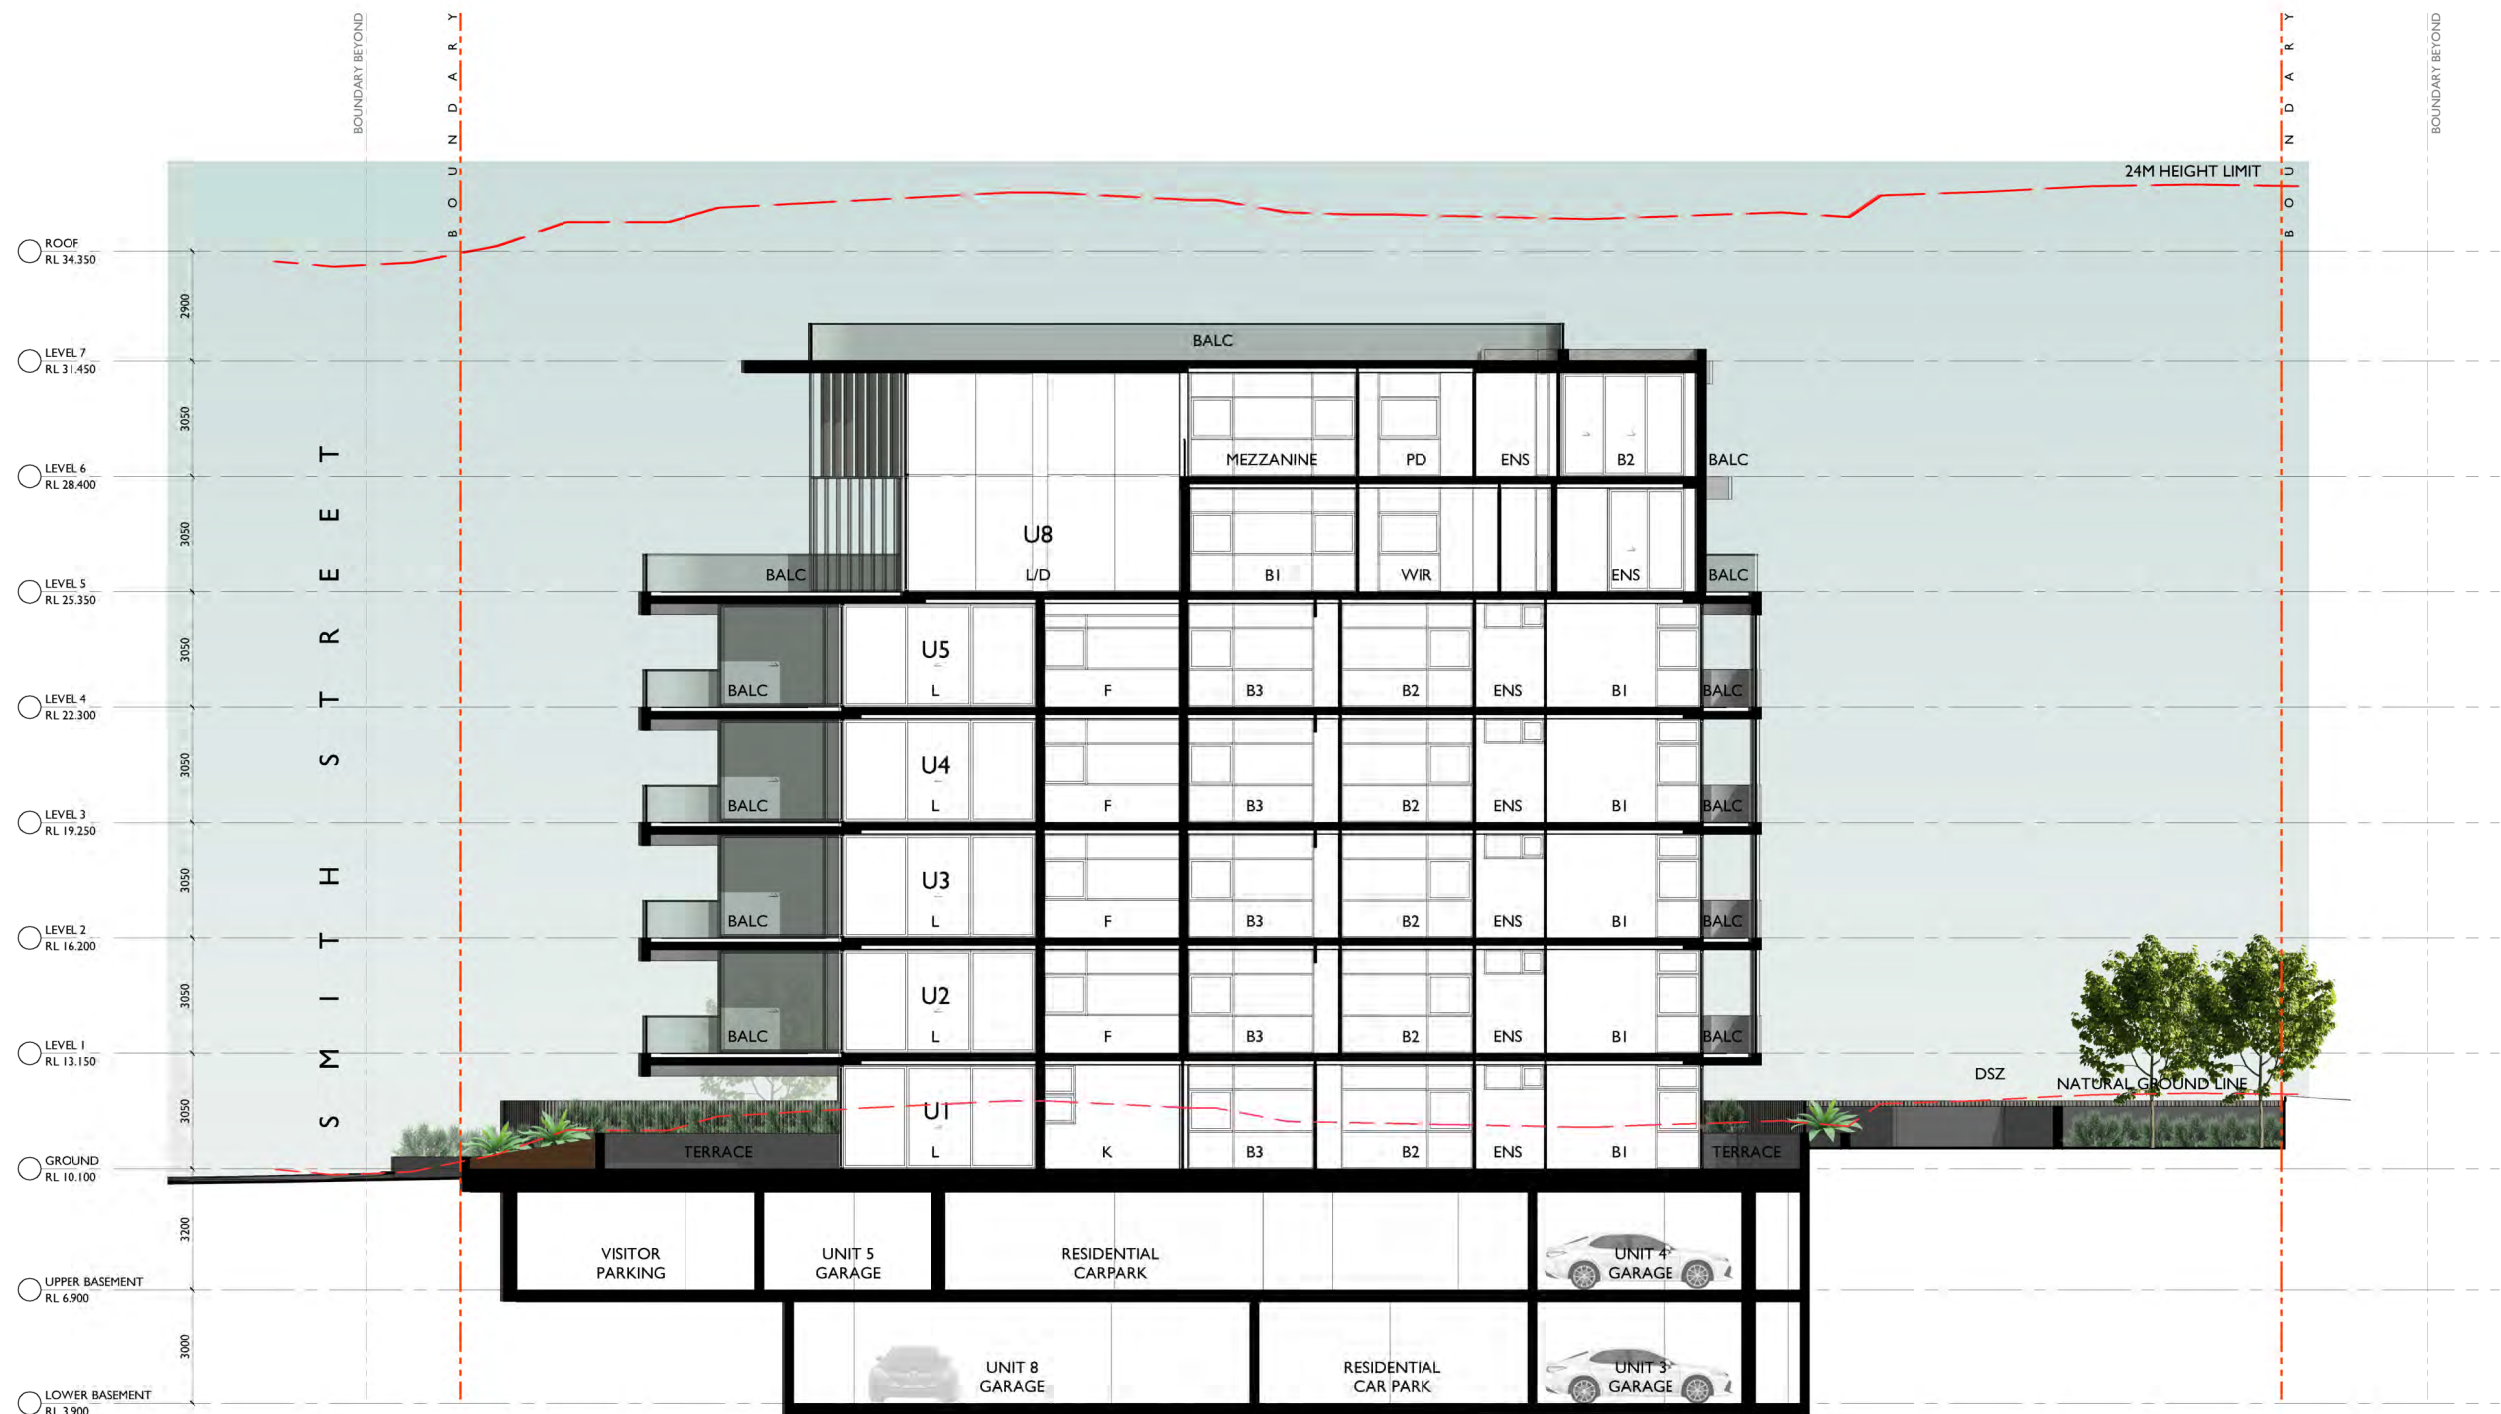 BOUNDARY BEYOND
BOUNDARY
BOUNDARY
BOUNDARY BEYOND
24M HEIGHT LIMIT
ROOF
RL 34.350
2900
BALC
LEVEL 7
RL 31.450
3050
MEZZANINE
PD
ENS
B2
BALC
LEVEL 6
RL 28.400
3050
U8
BALC
L/D
B1
WIR
ENS
BALC
LEVEL 5
RL 25.350
3050
U5
BALC
L
F
B3
B2
ENS
B1
BALC
LEVEL 4
RL 22.300
3050
U4
BALC
L
F
B3
B2
ENS
B1
BALC
LEVEL 3
RL 19.250
3050
U3
BALC
L
F
B3
B2
ENS
B1
BALC
LEVEL 2
RL 16.200
3050
U2
BALC
L
F
B3
B2
ENS
B1
BALC
LEVEL 1
RL 13.150
SMITH STREET
DSZ
NATURAL GROUND LINE
3050
U1
TERRACE
L
K
B3
B2
ENS
B1
TERRACE
GROUND
RL 10.100
3200
VISITOR
PARKING
UNIT 5
GARAGE
RESIDENTIAL
CARPARK
UNIT 4
GARAGE
UPPER BASEMENT
RL 6.900
3000
UNIT 8
GARAGE
RESIDENTIAL
CAR PARK
UNIT 3
GARAGE
LOWER BASEMENT
RL 3.900